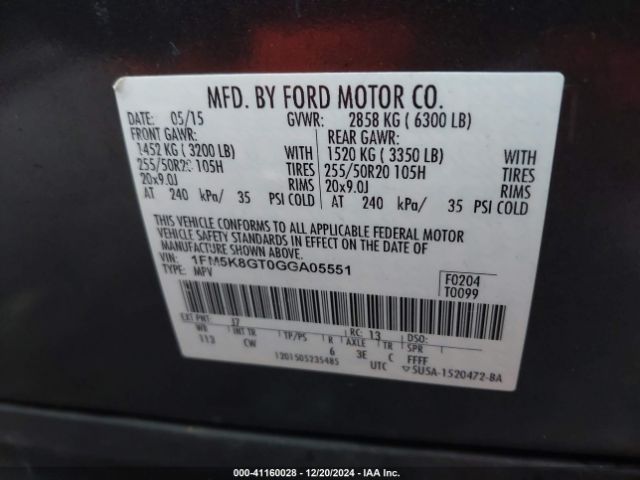 MFD. BY FORD MOTOR CO.
DATE: 05/15 GVWR: 2858 KG ( 6300 LB)
FRONT GAWR: REAR GAWR:
1452 KG ( 3200 LB) WITH 1520 KG ( 3350 LB) WITH
255/50R20 105H TIRES 255/50R20 105H TIRES
20x9.0J RIMS 20x9.0J RIMS
AT 240 kPa/ 35 PSI COLD AT 240 kPa/ 35 PSI COLD
THIS VEHICLE CONFORMS TO ALL APPLICABLE FEDERAL MOTOR
VEHICLE SAFETY STANDARDS IN EFFECT ON THE DATE OF
MANUFACTURE SHOWN ABOVE.
VIN: 1FM5K8GT0GGA05551
TYPE: MPV
F0204
T0099
EXT PNT: J7 RC: 13 DSO:
WB INT TR TP/PS R AXLE TR SPR
113 CW 6 3E C FFFF
1201505235485 UTC SU5A-1520472-BA
000-41160028 - 12/20/2024 - IAA Inc.